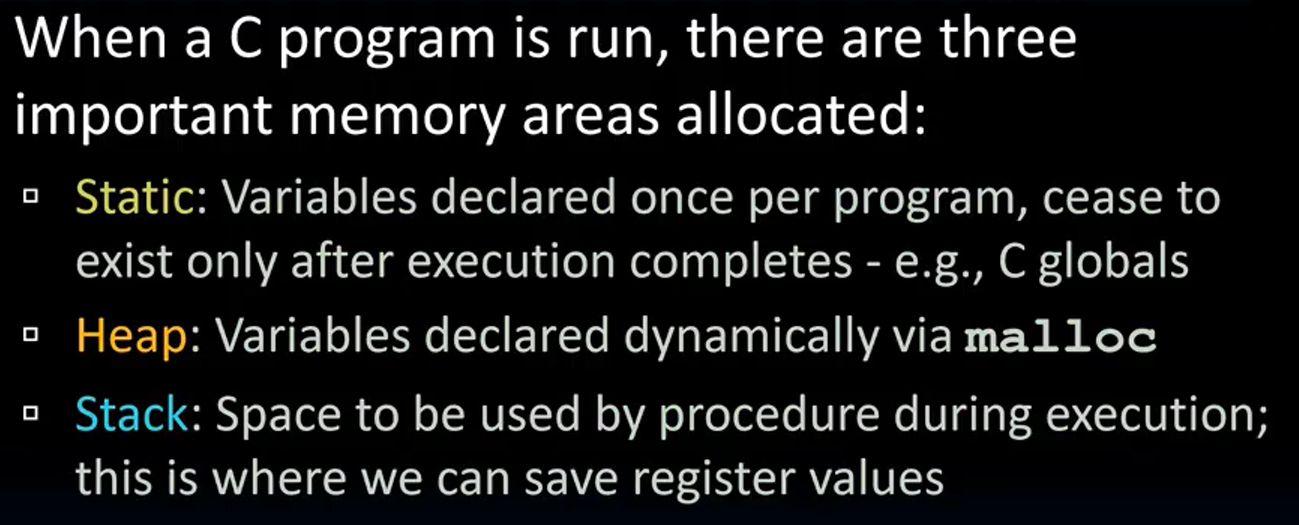 When a C program is run, there are three
important memory areas allocated:
▫ Static: Variables declared once per program, cease to
exist only after execution completes - e.g., C globals
▫ Heap: Variables declared dynamically via malloc
▫ Stack: Space to be used by procedure during execution;
this is where we can save register values